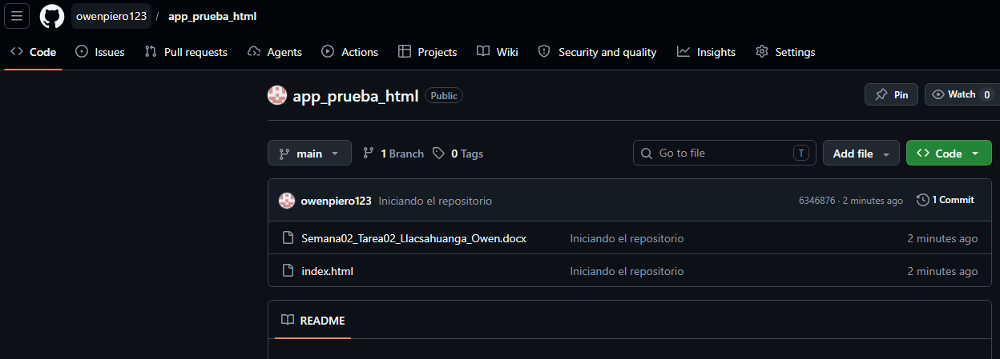 owenpiero123 / app_prueba_html
Code Issues Pull requests Agents Actions Projects Wiki Security and quality Insights Settings
app_prueba_html Public Pin Watch 0
main 1 Branch 0 Tags Go to file T Add file Code
owenpiero123 Iniciando el repositorio 6346876 · 2 minutes ago 1 Commit
Semana02_Tarea02_Llacsahuanga_Owen.docx Iniciando el repositorio 2 minutes ago
index.html Iniciando el repositorio 2 minutes ago
README